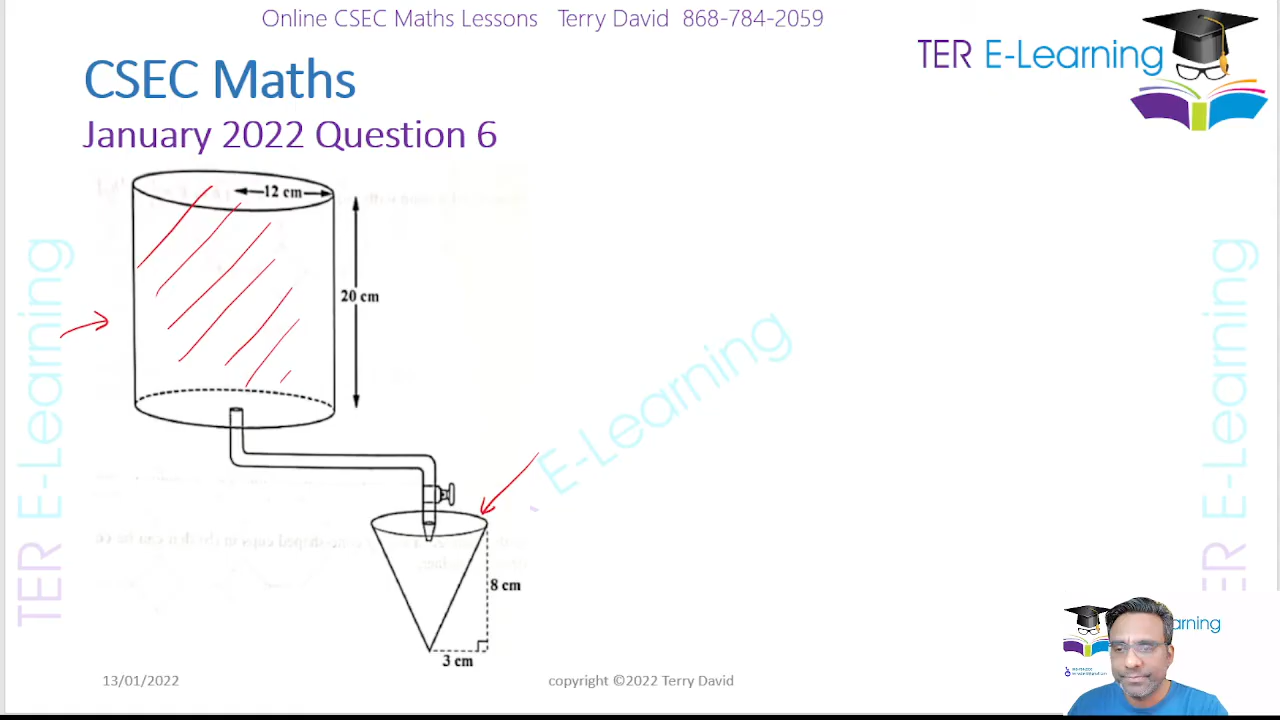 Online CSEC Maths Lessons Terry David 868-784-2059
TER E-Learning
CSEC Maths
January 2022 Question 6
12 cm
20 cm
TER E-Learning
E-Learning
TER E-Learning
8 cm
3 cm
arning
13/01/2022
copyright ©2022 Terry David